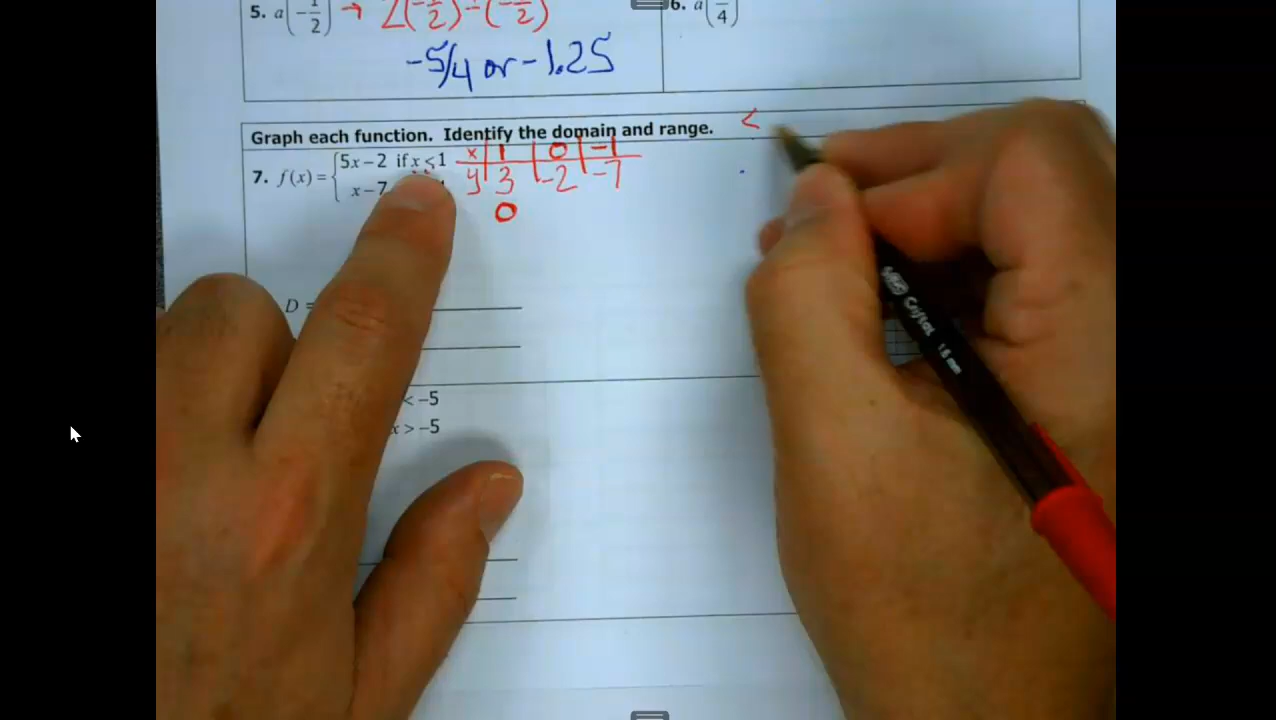 5. a(-1/2) → 2(-1/2)÷(-1/2)
-5/4 or -1.25
6. a( /4)
Graph each function. Identify the domain and range. <
7. f(x) = { 5x – 2 if x < 1
x – 7
x | 1 | 0 | -1
y | 3 | -2 | -7
o
D =
< –5
x > –5
Cristal 1.6 mm